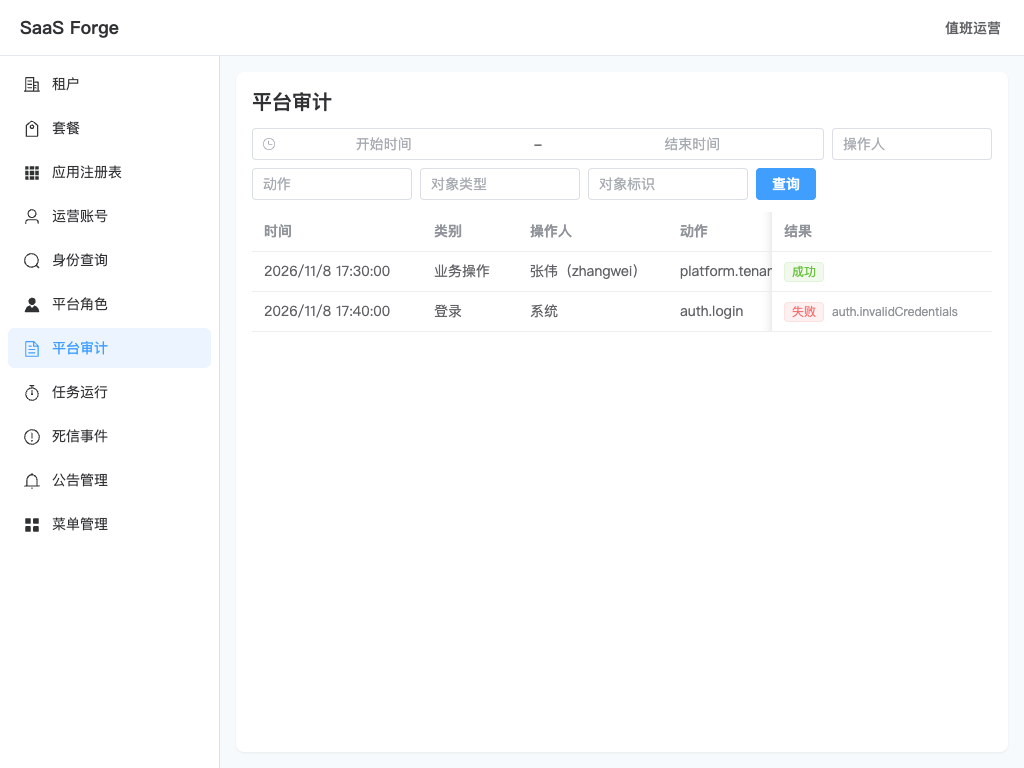 SaaS Forge
值班运营
租户
套餐
应用注册表
运营账号
身份查询
平台角色
平台审计
任务运行
死信事件
公告管理
菜单管理
平台审计
开始时间 – 结束时间 操作人
动作 对象类型 对象标识 查询
时间 类别 操作人 动作 结果
2026/11/8 17:30:00 业务操作 张伟（zhangwei） platform.tenar 成功
2026/11/8 17:40:00 登录 系统 auth.login 失败 auth.invalidCredentials